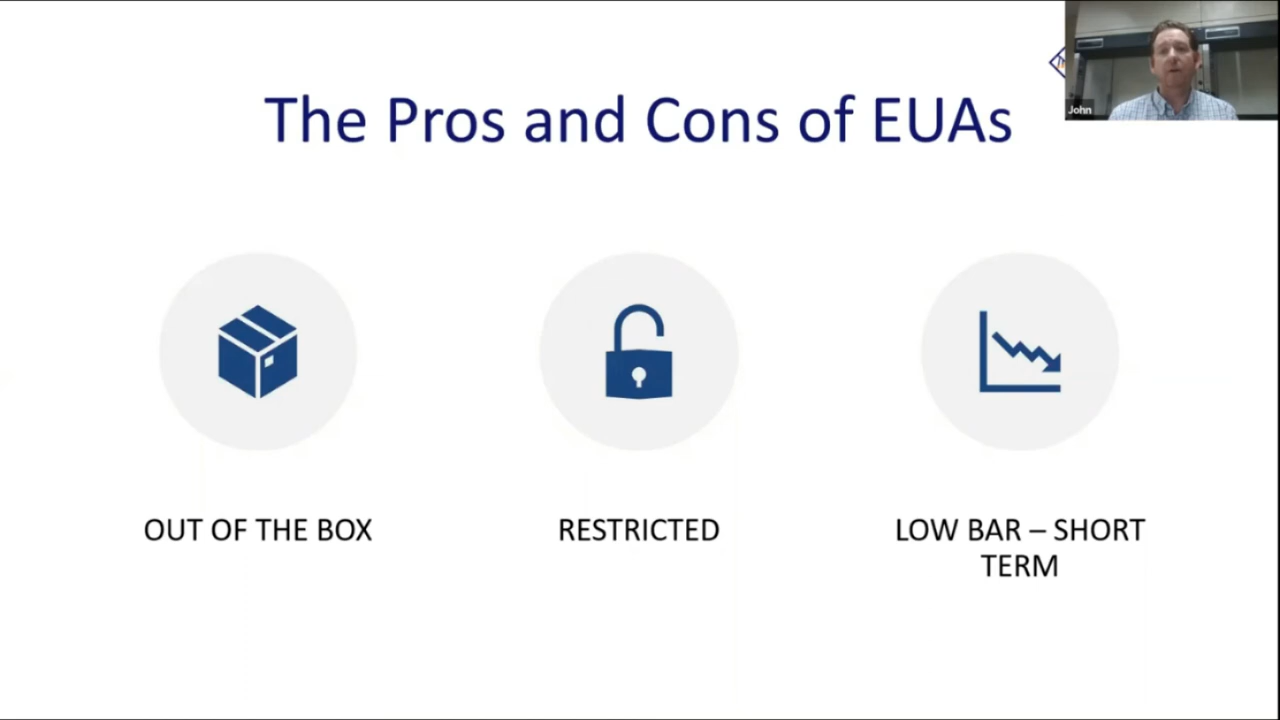 The Pros and Cons of EUAs
John
OUT OF THE BOX
RESTRICTED
LOW BAR – SHORT
TERM